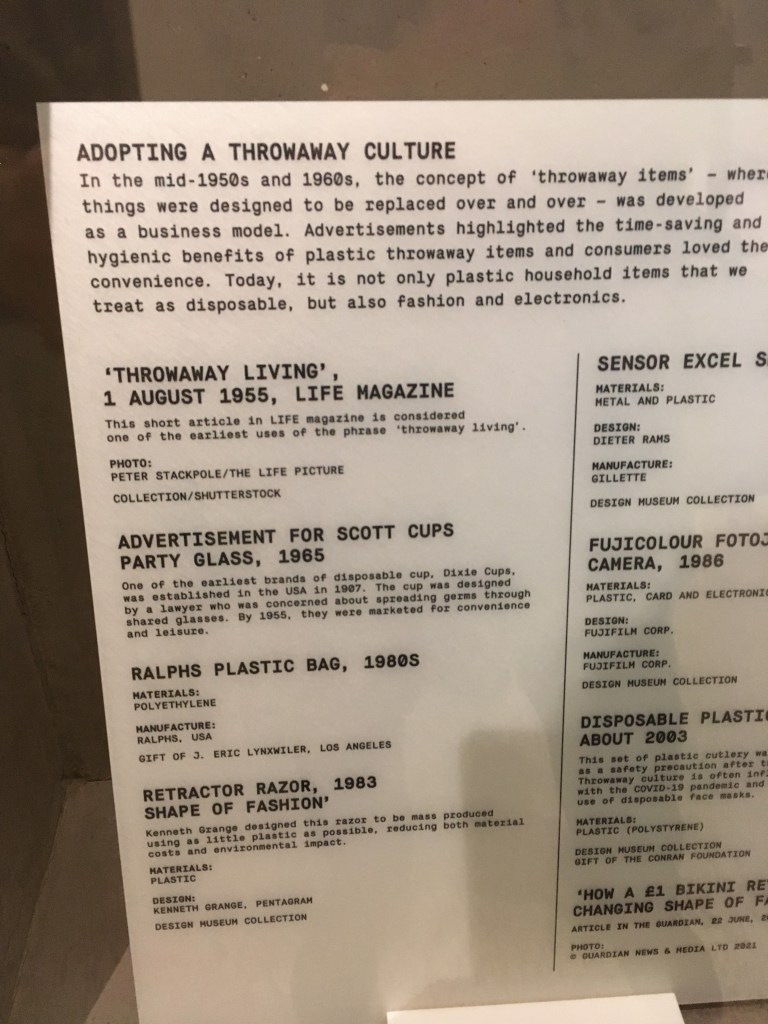 ADOPTING A THROWAWAY CULTURE
In the mid-1950s and 1960s, the concept of 'throwaway items' –
things were designed to be replaced over and over – was developed
as a business model. Advertisements highlighted the time-saving and
hygienic benefits of plastic throwaway items and consumers loved the
convenience. Today, it is not only plastic household items that we
treat as disposable, but also fashion and electronics.
'THROWAWAY LIVING',
1 AUGUST 1955, LIFE MAGAZINE
This short article in LIFE magazine is considered
one of the earliest uses of the phrase 'throwaway living'.
PHOTO:
PETER STACKPOLE/THE LIFE PICTURE
COLLECTION/SHUTTERSTOCK
ADVERTISEMENT FOR SCOTT CUPS
PARTY GLASS, 1965
One of the earliest brands of disposable cup, Dixie Cups,
was established in the USA in 1907. The cup was designed
by a lawyer who was concerned about spreading germs through
shared glasses. By 1955, they were marketed for convenience
and leisure.
RALPHS PLASTIC BAG, 1980S
MATERIALS:
POLYETHYLENE
MANUFACTURE:
RALPHS, USA
GIFT OF J. ERIC LYNXWILER, LOS ANGELES
RETRACTOR RAZOR, 1983
SHAPE OF FASHION'
Kenneth Grange designed this razor to be mass produced
using as little plastic as possible, reducing both material
costs and environmental impact.
MATERIALS:
PLASTIC
DESIGN:
KENNETH GRANGE, PENTAGRAM
DESIGN MUSEUM COLLECTION
SENSOR EXCEL
MATERIALS:
METAL AND PLASTIC
DESIGN:
DIETER RAMS
MANUFACTURE:
GILLETTE
DESIGN MUSEUM COLLECTION
FUJICOLOUR
CAMERA, 1986
MATERIALS:
PLASTIC, CARD AND
DESIGN:
FUJIFILM CORP.
MANUFACTURE:
FUJIFILM CORP.
DESIGN MUSEUM COLLECTION
DISPOSABLE
ABOUT 2003
This set of plastic cutlery
as a safety precaution after
Throwaway culture is often
with the COVID-19 pandemic and
use of disposable face masks.
MATERIALS:
PLASTIC (POLYSTYRENE)
DESIGN MUSEUM COLLECTION
GIFT OF THE CONRAN FOUNDATION
'HOW A £1 BIKINI
CHANGING SHAPE OF
ARTICLE IN THE GUARDIAN, 22 JUNE,
PHOTO:
© GUARDIAN NEWS & MEDIA LTD 2021